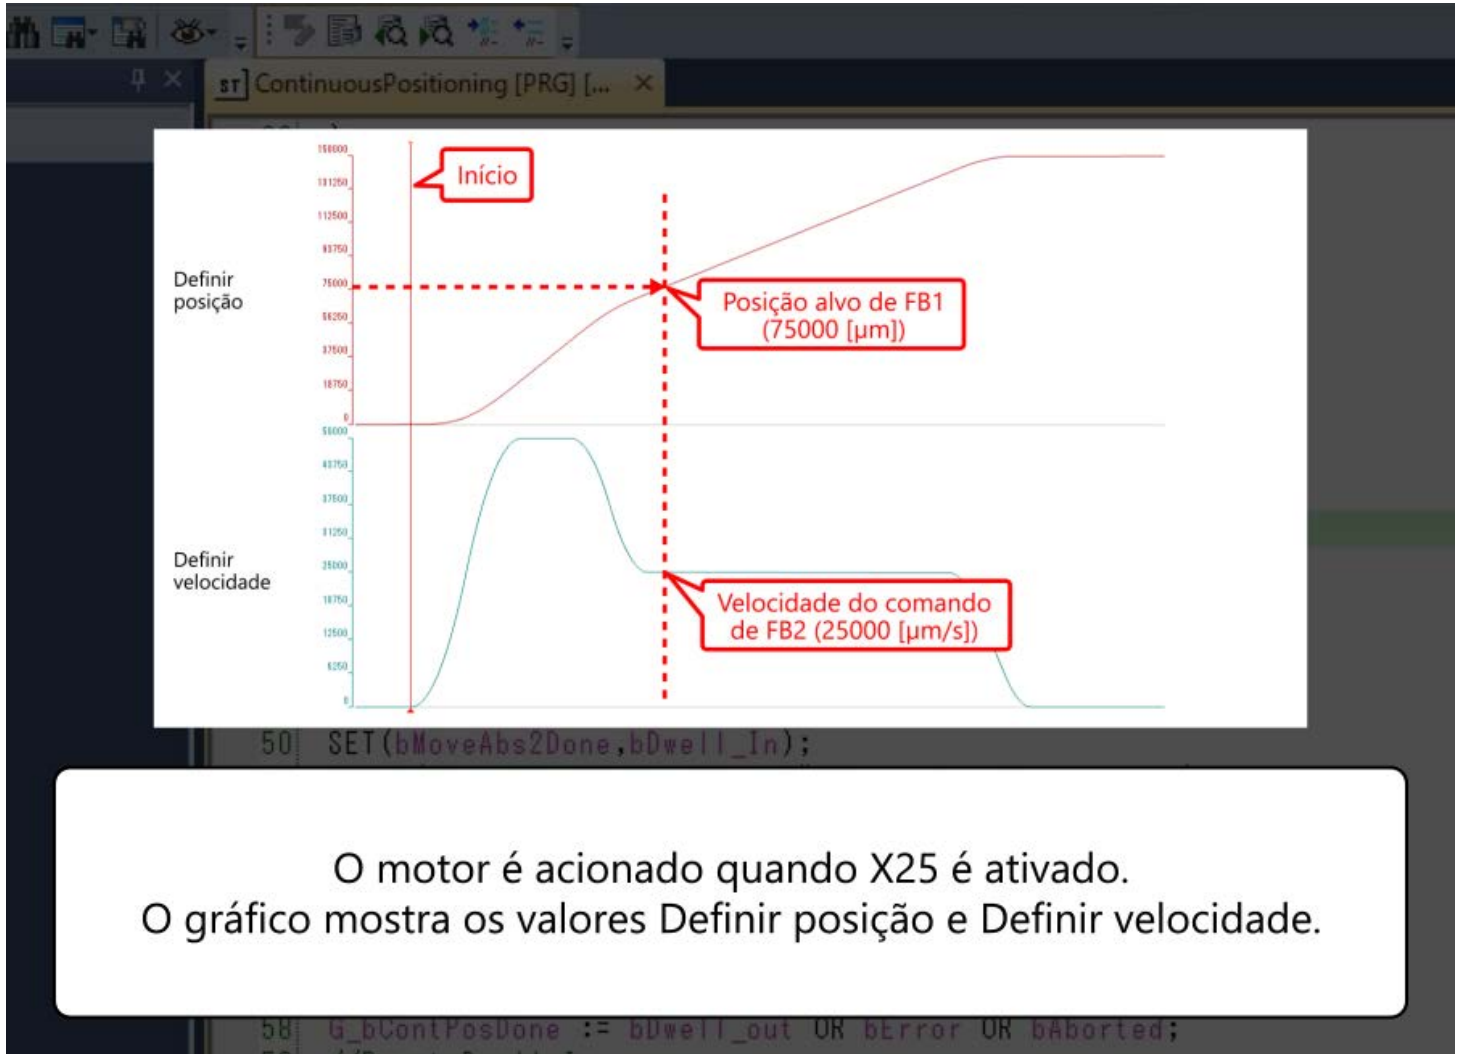 ST ContinuousPositioning [PRG] [...
Início
150000
131250
112500
93750
75000
56250
37500
18750
0
Definir
posição
Posição alvo de FB1
(75000 [µm])
50000
43750
37500
31250
25000
18750
12500
6250
0
Definir
velocidade
Velocidade do comando
de FB2 (25000 [µm/s])
50 SET(bMoveAbs2Done,bDwell_In);
O motor é acionado quando X25 é ativado.
O gráfico mostra os valores Definir posição e Definir velocidade.
58 G_bContPosDone := bDwell_out OR bError OR bAborted;